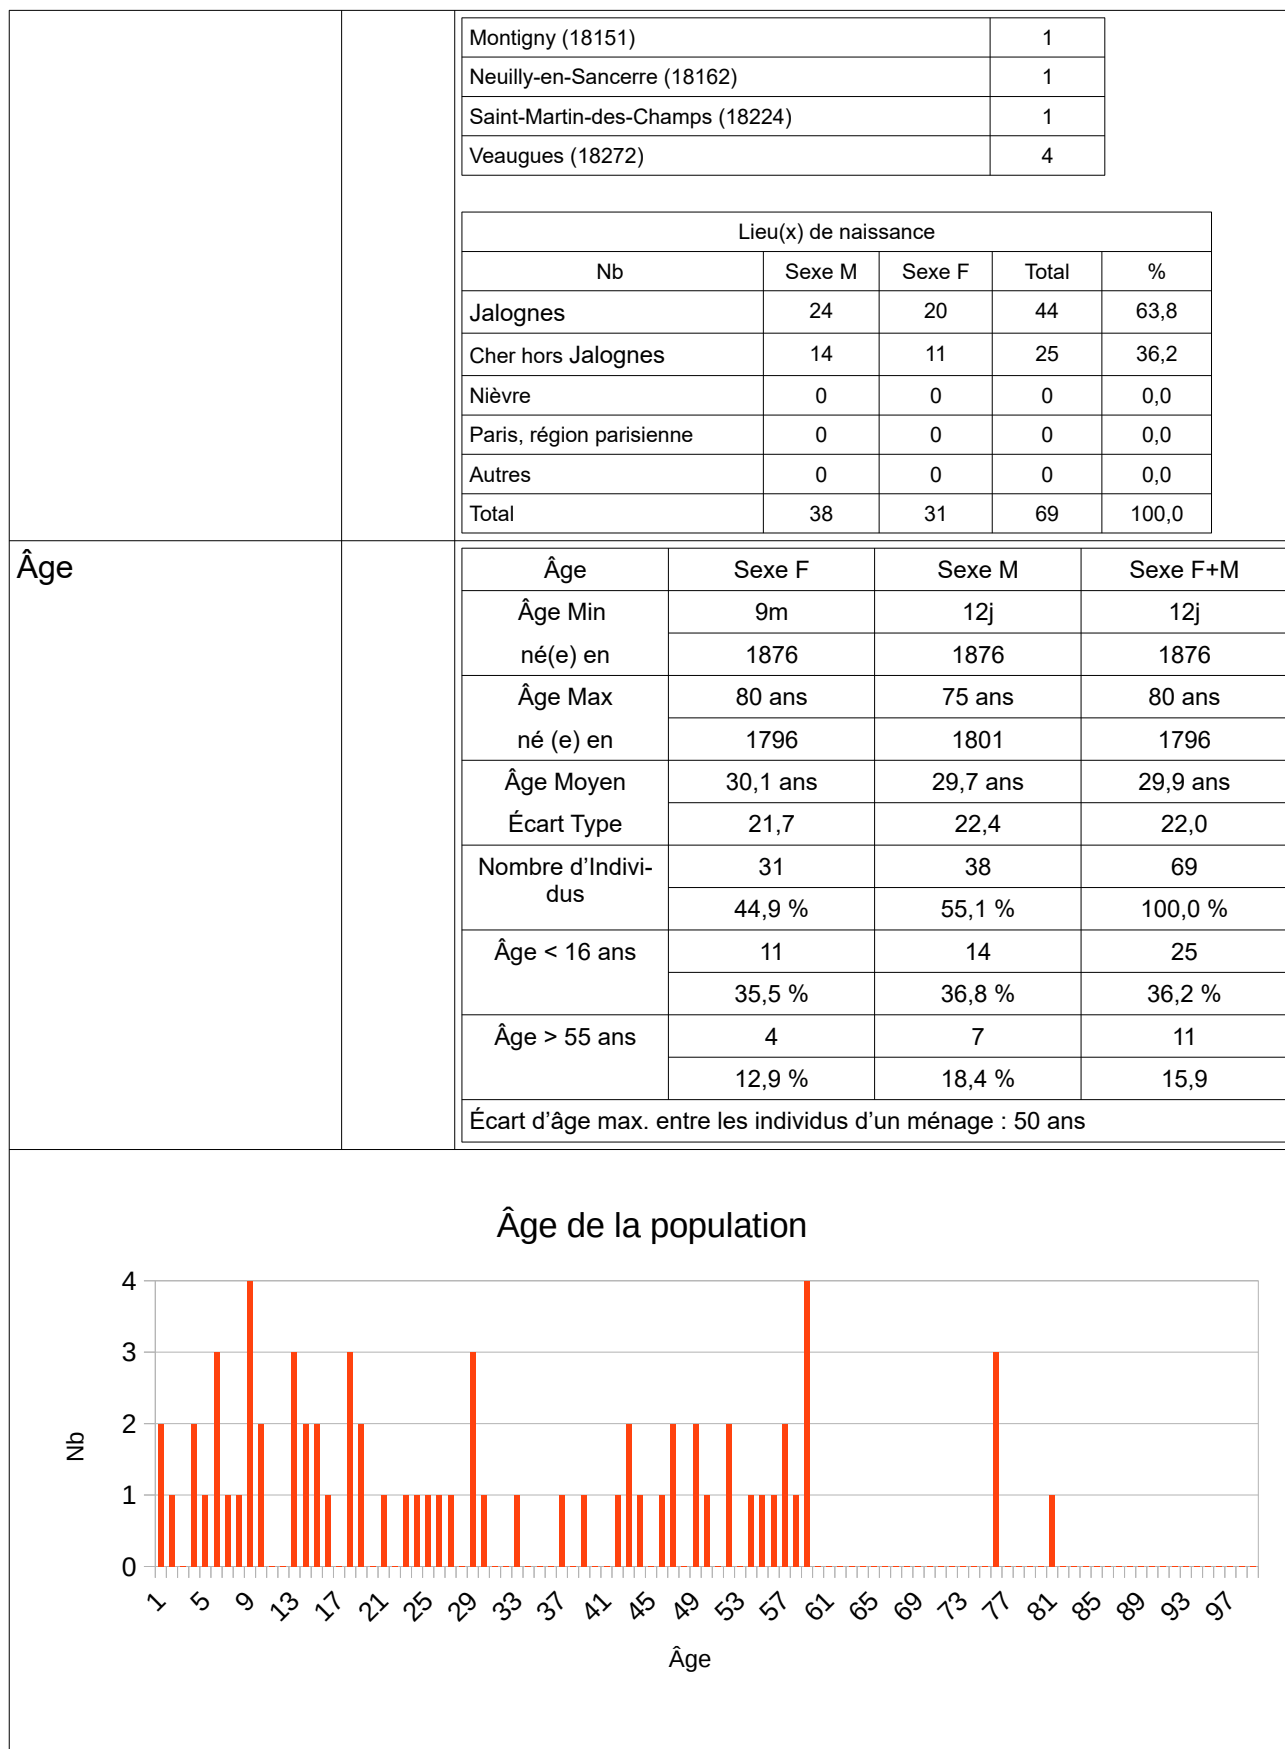 Montigny (18151) 1
Neuilly-en-Sancerre (18162) 1
Saint-Martin-des-Champs (18224) 1
Veaugues (18272) 4
Lieu(x) de naissance
Nb Sexe M Sexe F Total %
Jalognes 24 20 44 63,8
Cher hors Jalognes 14 11 25 36,2
Nièvre 0 0 0 0,0
Paris, région parisienne 0 0 0 0,0
Autres 0 0 0 0,0
Total 38 31 69 100,0
Âge
Âge Sexe F Sexe M Sexe F+M
Âge Min 9m 12j 12j
né(e) en 1876 1876 1876
Âge Max 80 ans 75 ans 80 ans
né (e) en 1796 1801 1796
Âge Moyen 30,1 ans 29,7 ans 29,9 ans
Écart Type 21,7 22,4 22,0
Nombre d’Indivi-
dus
31 38 69
44,9 % 55,1 % 100,0 %
Âge < 16 ans 11 14 25
35,5 % 36,8 % 36,2 %
Âge > 55 ans 4 7 11
12,9 % 18,4 % 15,9
Écart d’âge max. entre les individus d’un ménage : 50 ans
Âge de la population
4
3
2
1
0
Nb
1 5 9 13 17 21 25 29 33 37 41 45 49 53 57 61 65 69 73 77 81 85 89 93 97
Âge